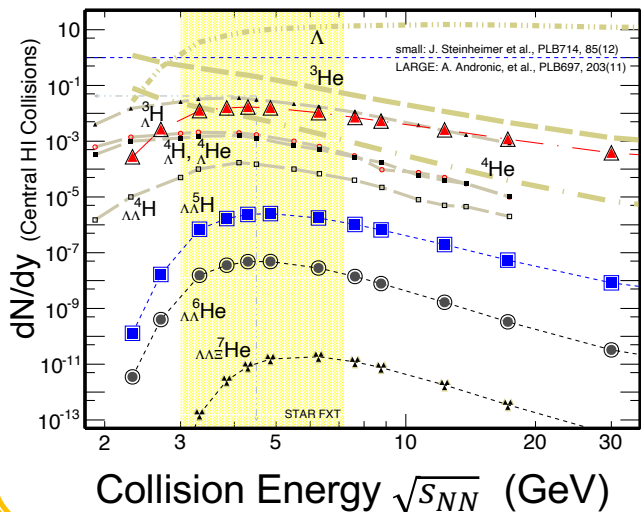 10
Λ
small: J. Steinheimer et al., PLB714, 85(12)
LARGE: A. Andronic, et al., PLB697, 203(11)
³He
10⁻¹
³ΛH
10⁻³
⁴ΛH, ⁴ΛHe
⁴He
10⁻⁵
⁴ΛΛH
⁵ΛΛH
10⁻⁷
10⁻⁹
⁶ΛΛHe
10⁻¹¹
⁷ΛΛΞHe
10⁻¹³
STAR FXT
dN/dy (Central HI Collisions)
2 3 4 5 10 20 30
Collision Energy √sNN (GeV)